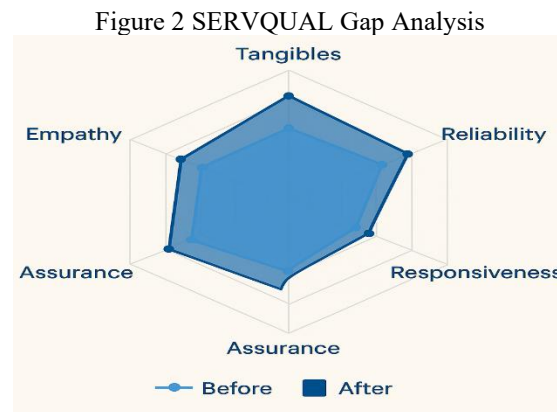 Figure 2 SERVQUAL Gap Analysis
Tangibles
Empathy
Reliability
Assurance
Responsiveness
Assurance
Before
After